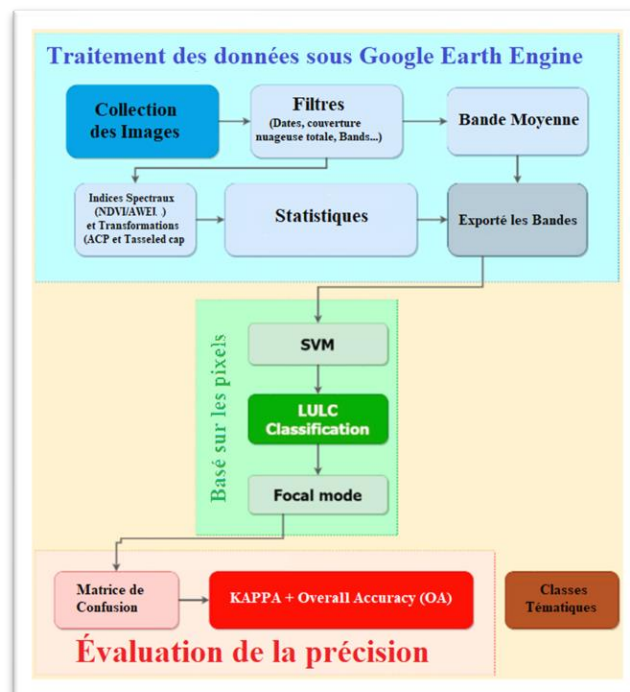 Traitement des données sous Google Earth Engine
Collection
des Images
Filtres
(Dates, couverture
nuageuse totale, Bands...)
Bande Moyenne
Indices Spectraux
(NDVI/AWEI. )
et Transformations
(ACP et Tasseled cap
Statistiques
Exporté les Bandes
Basé sur les pixels
SVM
LULC
Classification
Focal mode
Matrice de
Confusion
KAPPA + Overall Accuracy (OA)
Classes
Tématiques
Évaluation de la précision